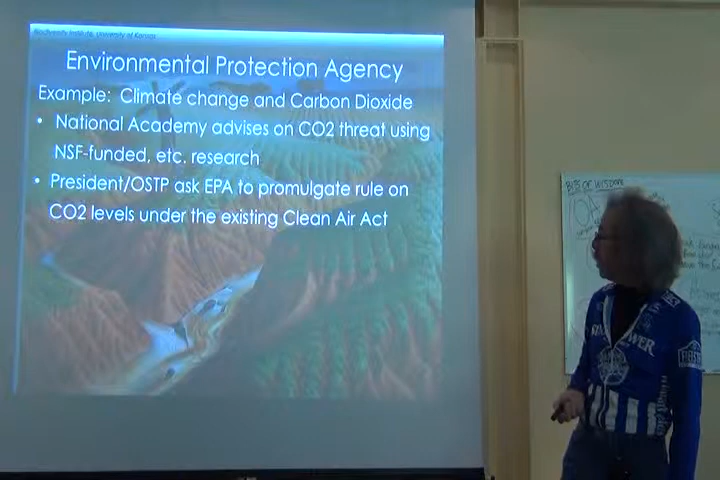 Biodiversity Institute, University of Kansas
Environmental Protection Agency
Example: Climate change and Carbon Dioxide
• National Academy advises on CO2 threat using
NSF-funded, etc. research
• President/OSTP ask EPA to promulgate rule on
CO2 levels under the existing Clean Air Act
BITS OF WISDOM